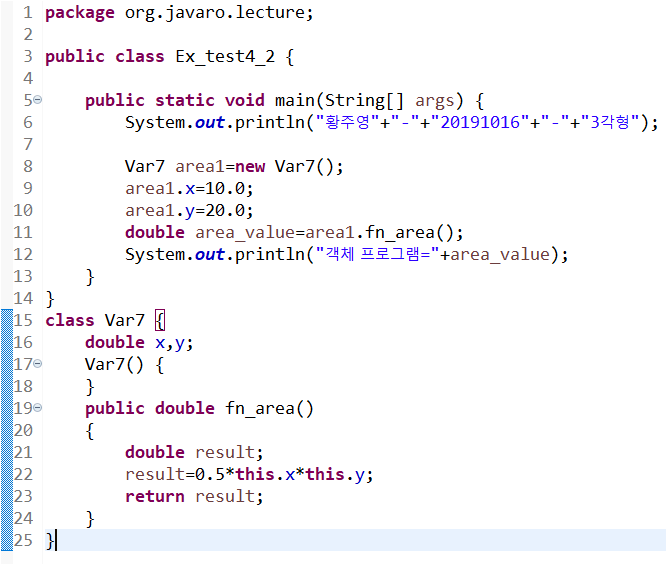 1 package org.javaro.lecture;
2
3 public class Ex_test4_2 {
4
5 public static void main(String[] args) {
6 System.out.println("황주영"+"-"+"20191016"+"-"+"3각형");
7
8 Var7 area1=new Var7();
9 area1.x=10.0;
10 area1.y=20.0;
11 double area_value=area1.fn_area();
12 System.out.println("객체 프로그램="+area_value);
13 }
14 }
15 class Var7 {
16 double x,y;
17 Var7() {
18 }
19 public double fn_area()
20 {
21 double result;
22 result=0.5*this.x*this.y;
23 return result;
24 }
25 }